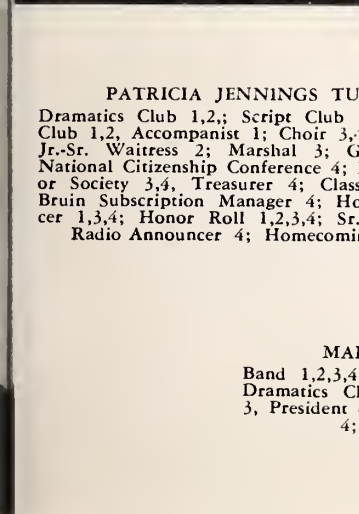 PATRICIA JENNINGS TU
Dramatics Club 1,2,; Script Club
Club 1,2, Accompanist 1; Choir 3,
Jr.-Sr. Waitress 2; Marshal 3; G
National Citizenship Conference 4;
or Society 3,4, Treasurer 4; Class
Bruin Subscription Manager 4; Ho
cer 1,3,4; Honor Roll 1,2,3,4; Sr.
Radio Announcer 4; Homecomi
MA
Band 1,2,3,4
Dramatics Cl
3, President
4;